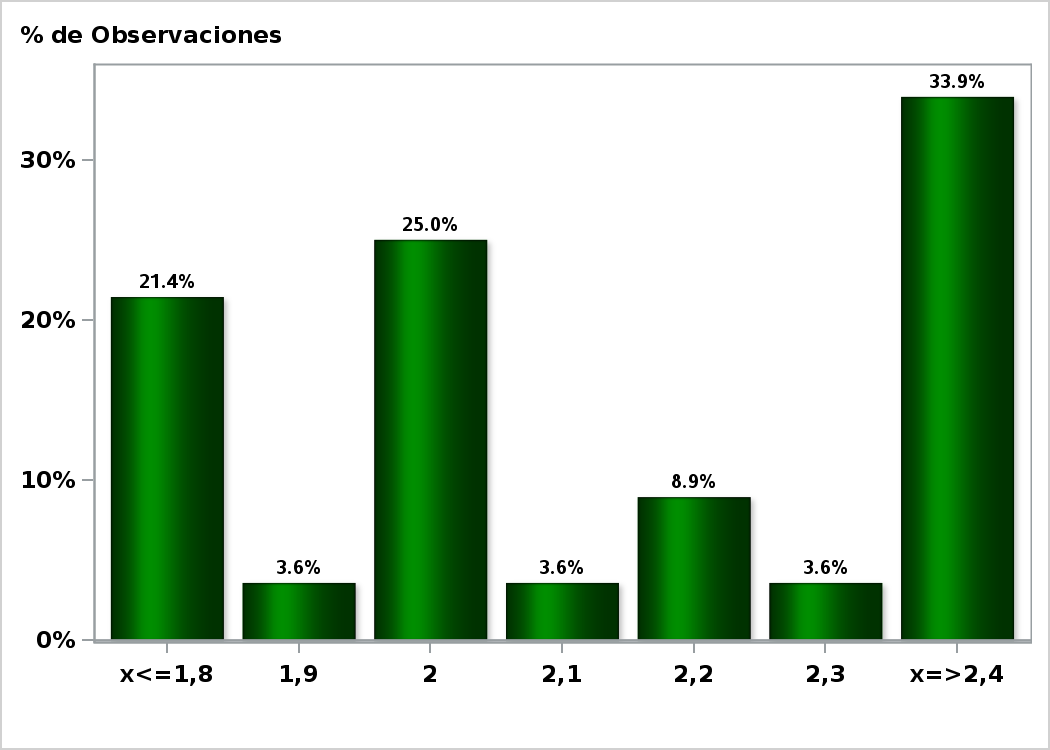 % de Observaciones
33.9%
30%
25.0%
21.4%
20%
10%
8.9%
3.6% 3.6% 3.6%
0%
x<=1,8 1,9 2 2,1 2,2 2,3 x=>2,4